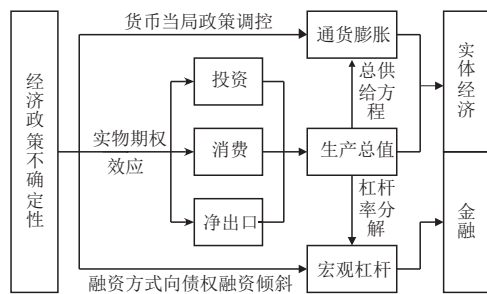 货币当局政策调控
通货膨胀
实体经济
投资
总供
给方
程
经济政策不确定性
实物期权
效应
消费
生产总值
杠杆
率分
解
金融
净出口
宏观杠杆
融资方式向债权融资倾斜